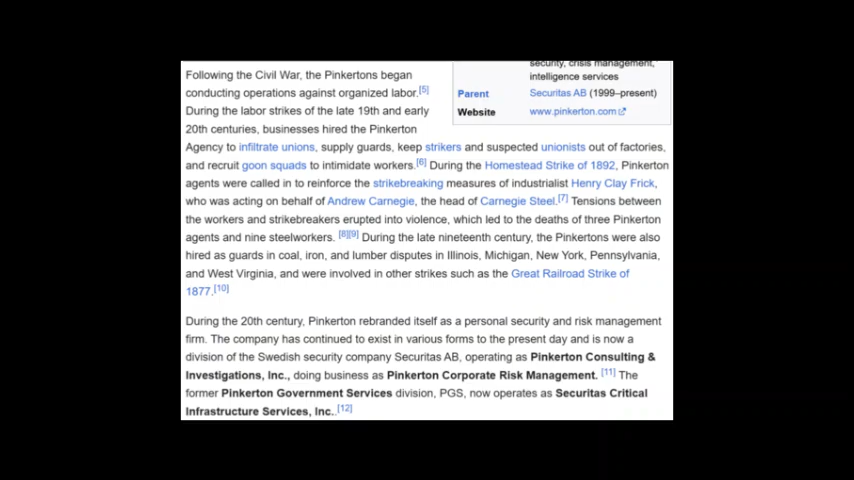 security, crisis management,
intelligence services
Parent Securitas AB (1999–present)
Website www.pinkerton.com
Following the Civil War, the Pinkertons began
conducting operations against organized labor.[5]
During the labor strikes of the late 19th and early
20th centuries, businesses hired the Pinkerton
Agency to infiltrate unions, supply guards, keep strikers and suspected unionists out of factories,
and recruit goon squads to intimidate workers.[6] During the Homestead Strike of 1892, Pinkerton
agents were called in to reinforce the strikebreaking measures of industrialist Henry Clay Frick,
who was acting on behalf of Andrew Carnegie, the head of Carnegie Steel.[7] Tensions between
the workers and strikebreakers erupted into violence, which led to the deaths of three Pinkerton
agents and nine steelworkers. [8][9] During the late nineteenth century, the Pinkertons were also
hired as guards in coal, iron, and lumber disputes in Illinois, Michigan, New York, Pennsylvania,
and West Virginia, and were involved in other strikes such as the Great Railroad Strike of
1877.[10]
During the 20th century, Pinkerton rebranded itself as a personal security and risk management
firm. The company has continued to exist in various forms to the present day and is now a
division of the Swedish security company Securitas AB, operating as Pinkerton Consulting &
Investigations, Inc., doing business as Pinkerton Corporate Risk Management. [11] The
former Pinkerton Government Services division, PGS, now operates as Securitas Critical
Infrastructure Services, Inc..[12]